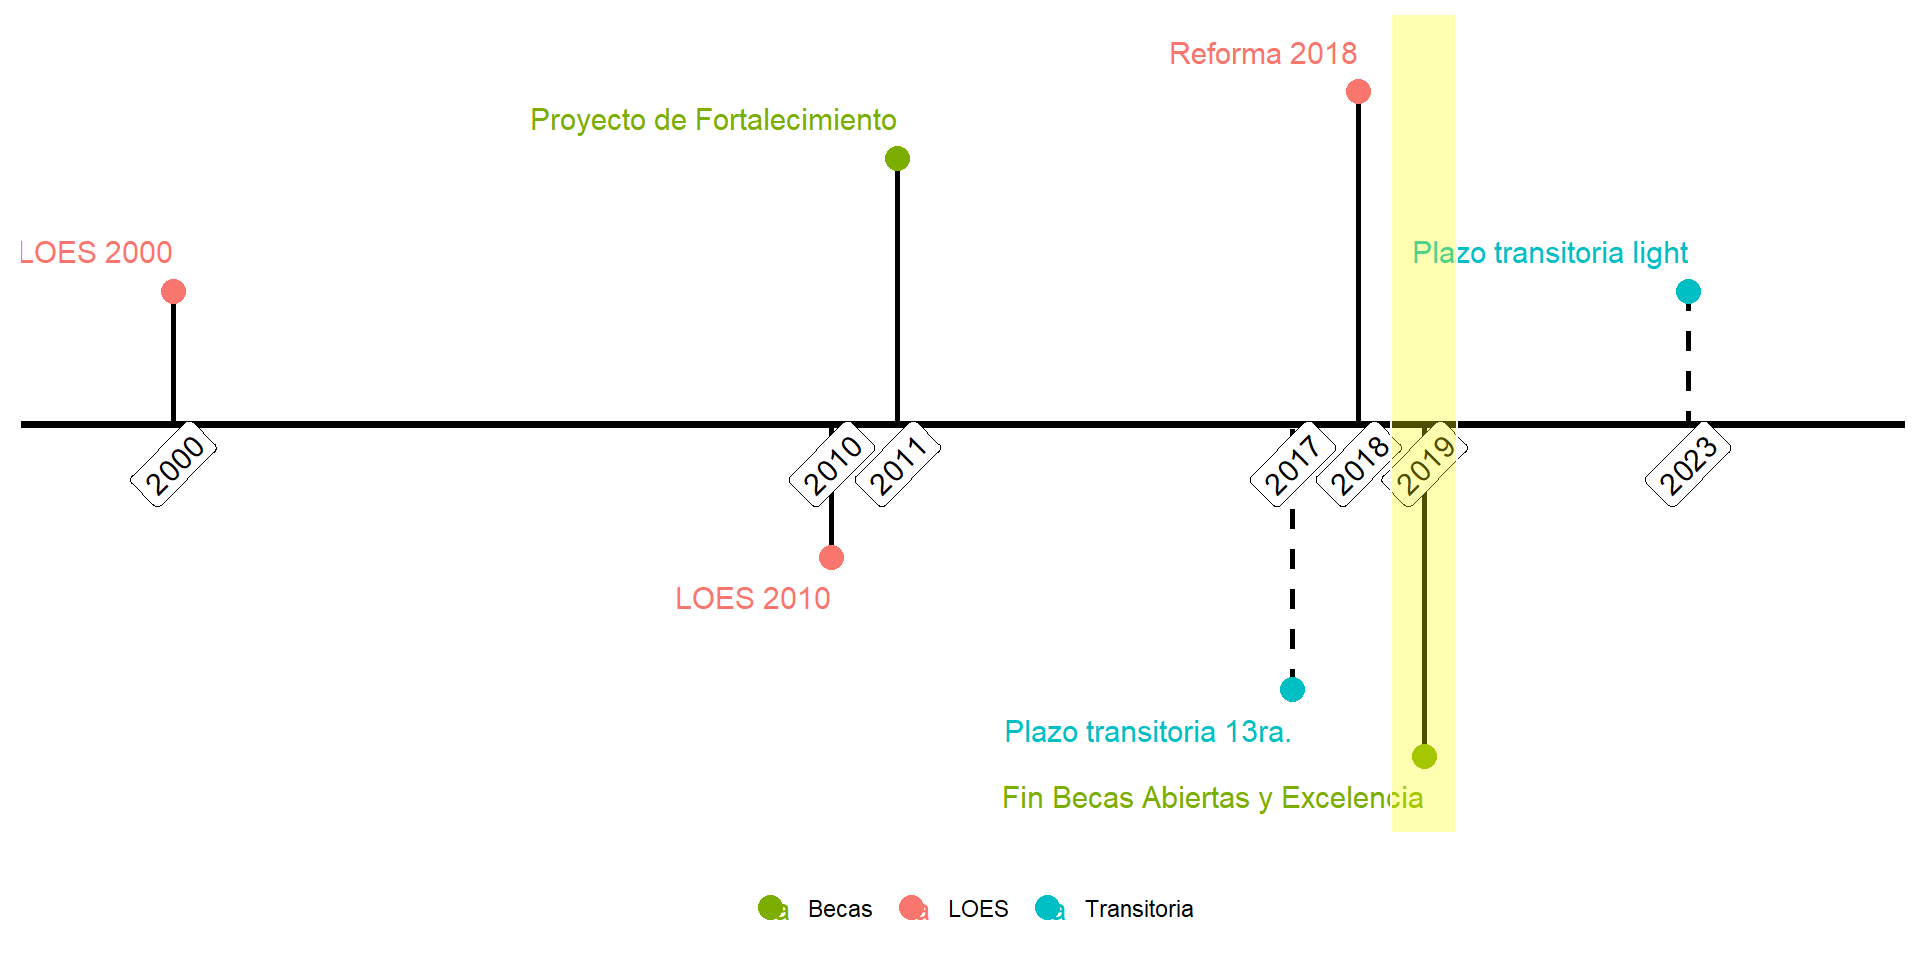 Reforma 2018
Proyecto de Fortalecimiento
LOES 2000
Plazo transitoria light
2000
2010
2011
2017
2018
2019
2023
LOES 2010
Plazo transitoria 13ra.
Fin Becas Abiertas y Excelencia
a Becas
a LOES
a Transitoria